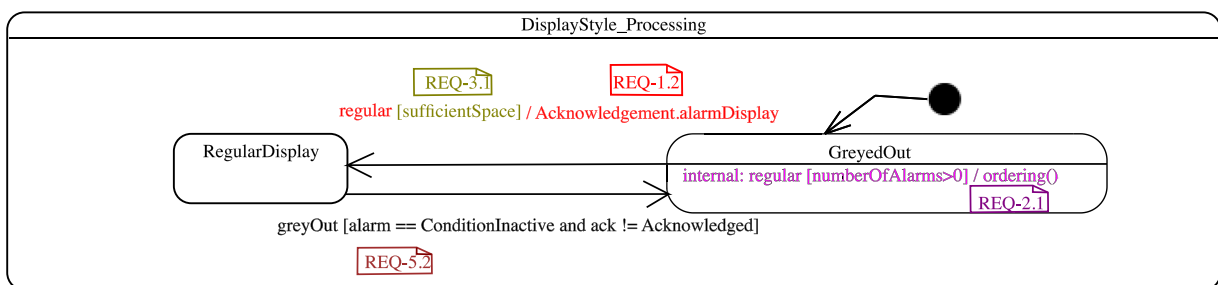 DisplayStyle_Processing
REQ-3.1
REQ-1.2
regular [sufficientSpace] / Acknowledgement.alarmDisplay
RegularDisplay
GreyedOut
internal: regular [numberOfAlarms>0] / ordering()
REQ-2.1
greyOut [alarm == ConditionInactive and ack != Acknowledged]
REQ-5.2